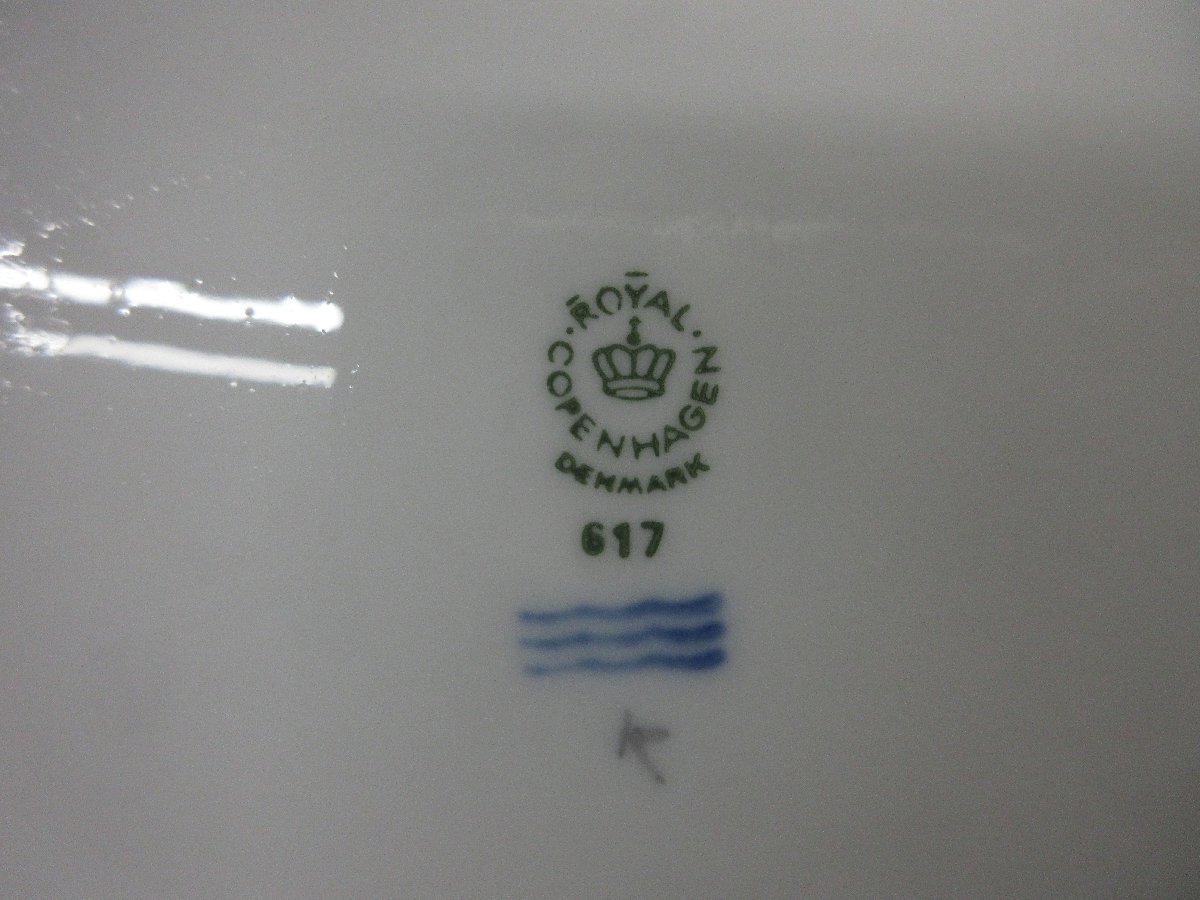 ROYAL
COPENHAGEN
DENMARK
617